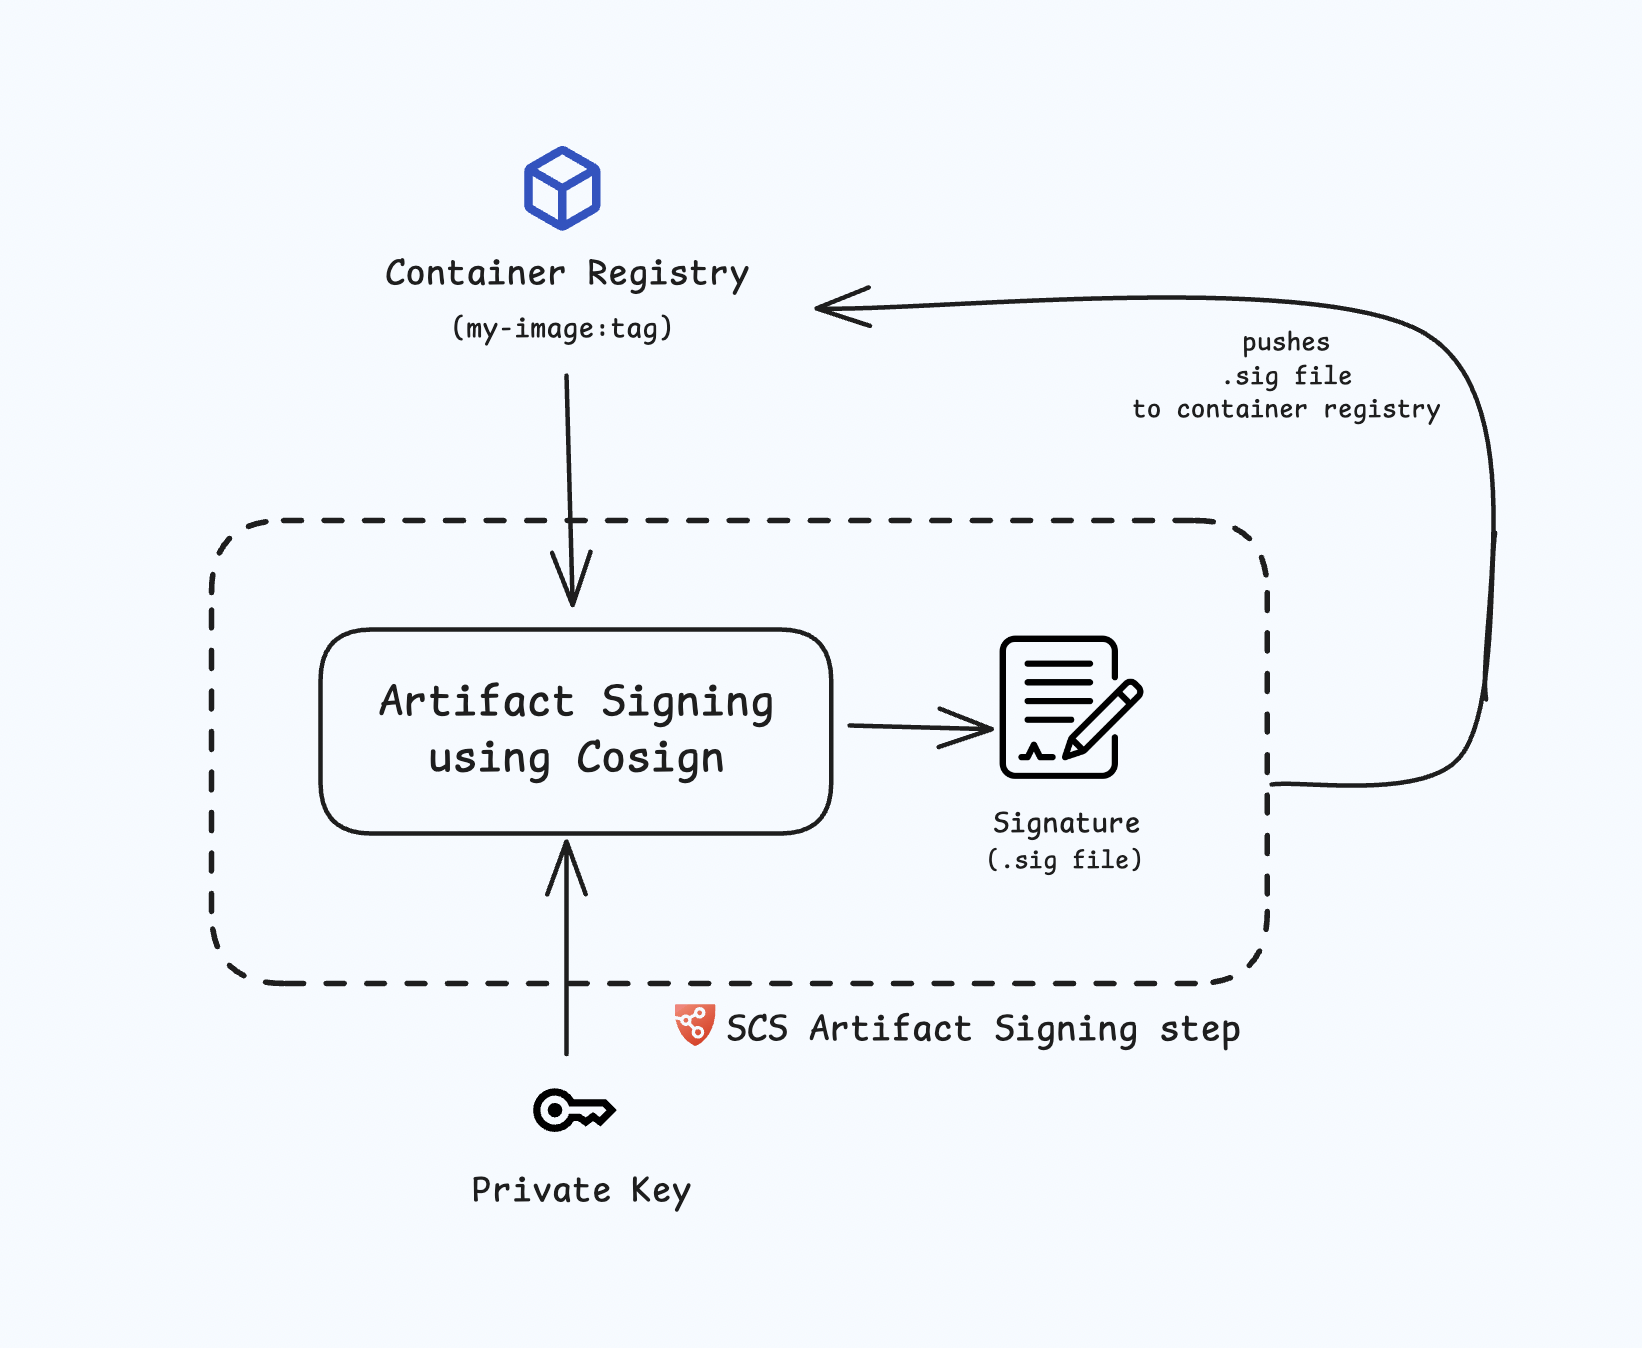 Container Registry
(my-image:tag)
pushes
.sig file
to container registry
Artifact Signing
using Cosign
Signature
(.sig file)
SCS Artifact Signing step
Private Key